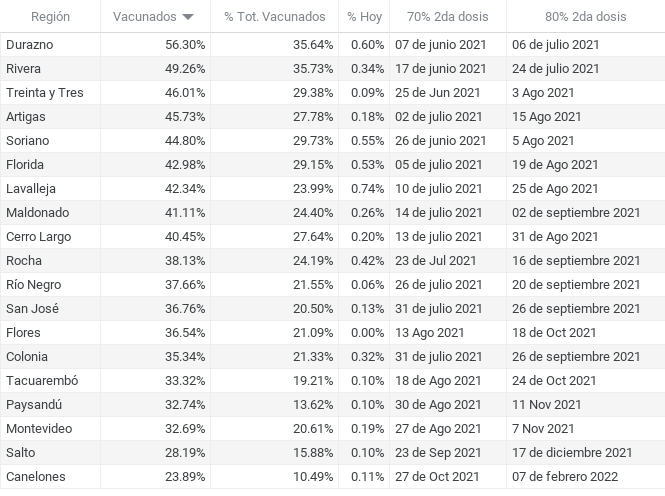 Región Vacunados % Tot. Vacunados % Hoy 70% 2da dosis 80% 2da dosis
Durazno 56.30% 35.64% 0.60% 07 de junio 2021 06 de julio 2021
Rivera 49.26% 35.73% 0.34% 17 de junio 2021 24 de julio 2021
Treinta y Tres 46.01% 29.38% 0.09% 25 de Jun 2021 3 Ago 2021
Artigas 45.73% 27.78% 0.18% 02 de julio 2021 15 Ago 2021
Soriano 44.80% 29.73% 0.55% 26 de junio 2021 5 Ago 2021
Florida 42.98% 29.15% 0.53% 05 de julio 2021 19 de Ago 2021
Lavalleja 42.34% 23.99% 0.74% 10 de julio 2021 25 de Ago 2021
Maldonado 41.11% 24.40% 0.26% 14 de julio 2021 02 de septiembre 2021
Cerro Largo 40.45% 27.64% 0.20% 13 de julio 2021 31 de Ago 2021
Rocha 38.13% 24.19% 0.42% 23 de Jul 2021 16 de septiembre 2021
Río Negro 37.66% 21.55% 0.06% 26 de julio 2021 20 de septiembre 2021
San José 36.76% 20.50% 0.13% 31 de julio 2021 26 de septiembre 2021
Flores 36.54% 21.09% 0.00% 13 Ago 2021 18 de Oct 2021
Colonia 35.34% 21.33% 0.32% 31 de julio 2021 26 de septiembre 2021
Tacuarembó 33.32% 19.21% 0.10% 18 de Ago 2021 24 de Oct 2021
Paysandú 32.74% 13.62% 0.10% 30 de Ago 2021 11 Nov 2021
Montevideo 32.69% 20.61% 0.19% 27 de Ago 2021 7 Nov 2021
Salto 28.19% 15.88% 0.10% 23 de Sep 2021 17 de diciembre 2021
Canelones 23.89% 10.49% 0.11% 27 de Oct 2021 07 de febrero 2022